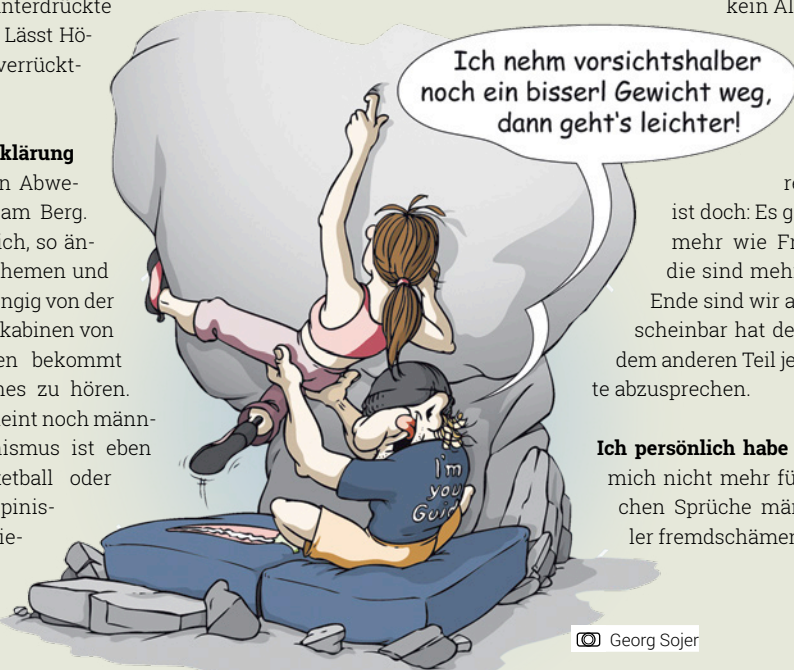 nterdrückte
Lässt Hö-
verrückt-
klärung
n Abwe-
am Berg.
ich, so än-
hemen und
ngig von der
kabinen von
en bekommt
nes zu hören.
eint noch männ-
nismus ist eben
ketball oder
pinis-
ie-
Ich nehm vorsichtshalber
noch ein bisserl Gewicht weg,
dann geht's leichter!
I'm
you
Guid
kein Al
re
ist doch: Es g
mehr wie Fr
die sind meh
Ende sind wir a
scheinbar hat de
dem anderen Teil je
te abzusprechen.
Ich persönlich habe
mich nicht mehr fü
chen Sprüche mä
ler fremdschämen
Georg Sojer